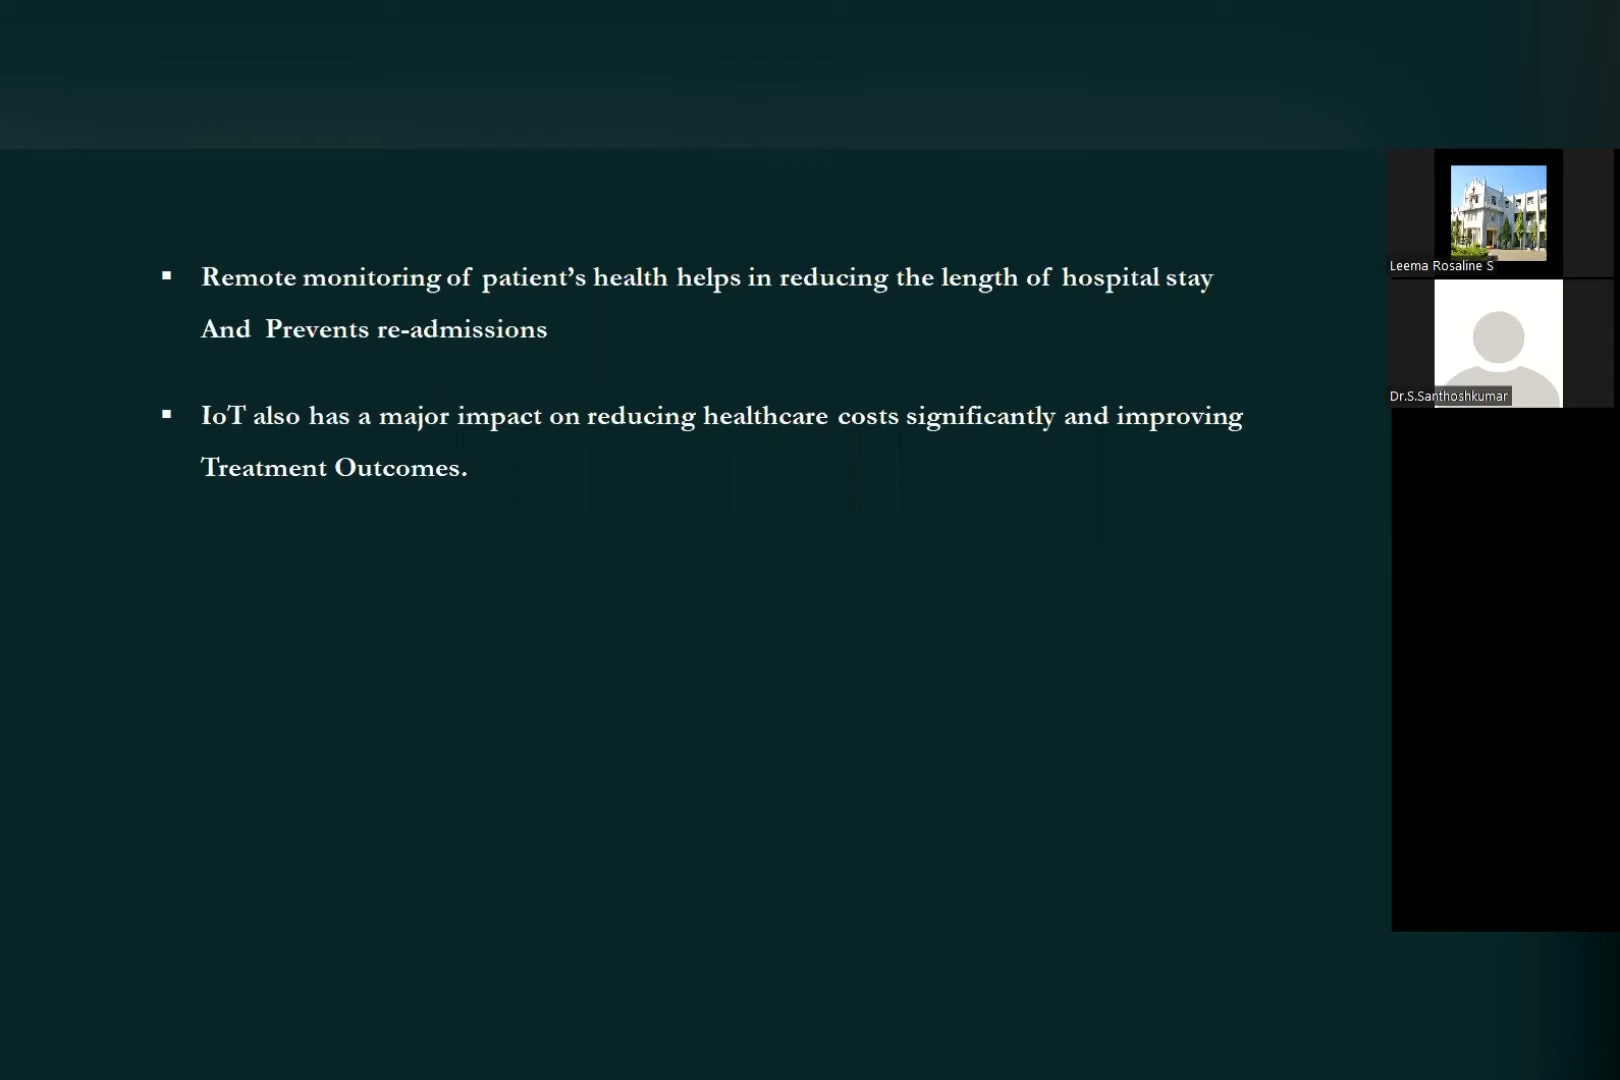 ▪ Remote monitoring of patient’s health helps in reducing the length of hospital stay
And Prevents re-admissions
▪ IoT also has a major impact on reducing healthcare costs significantly and improving
Treatment Outcomes.
Leema Rosaline S
Dr.S.Santhoshkumar